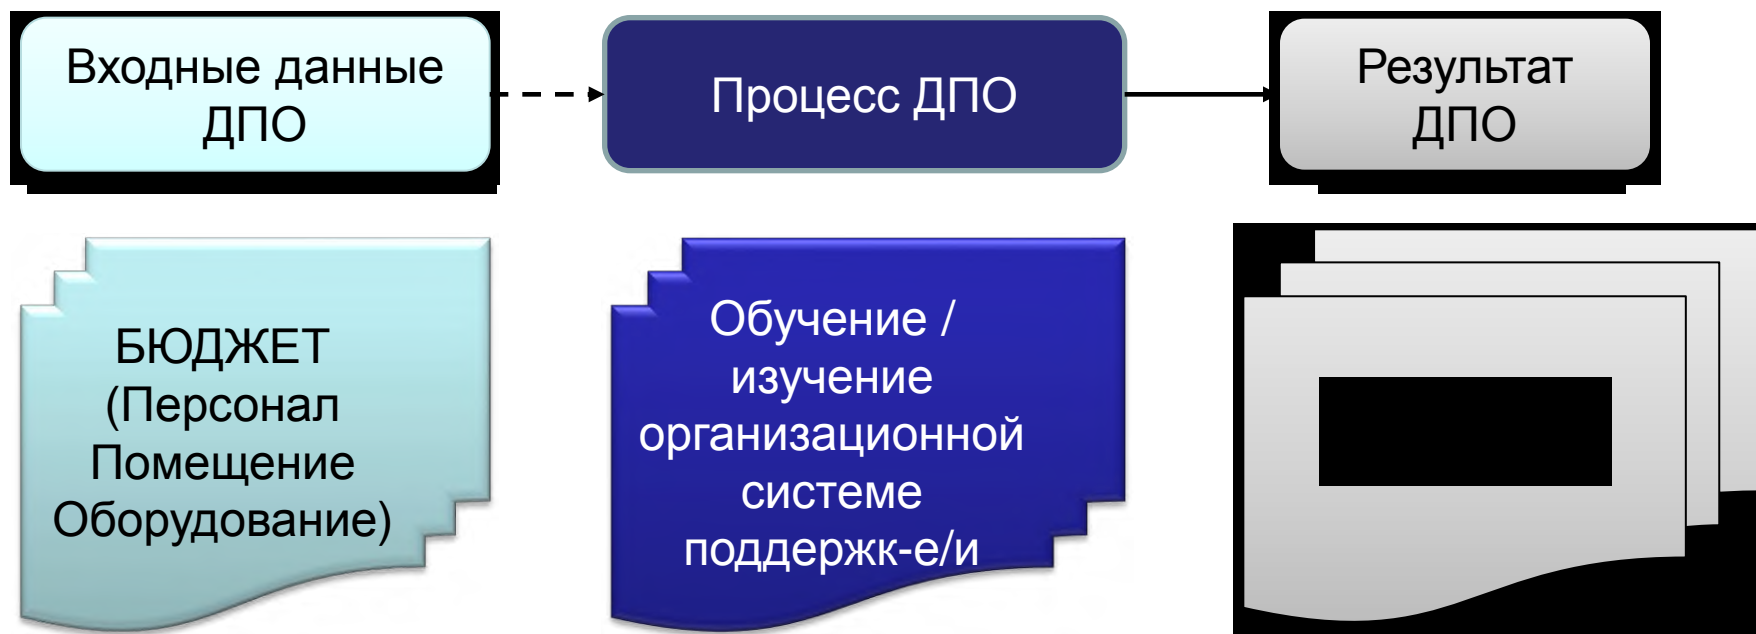 Входные данные
ДПО
Процесс ДПО
Результат
ДПО
БЮДЖЕТ
(Персонал
Помещение
Оборудование)
Обучение /
изучение
организационной
системе
поддержк-е/и